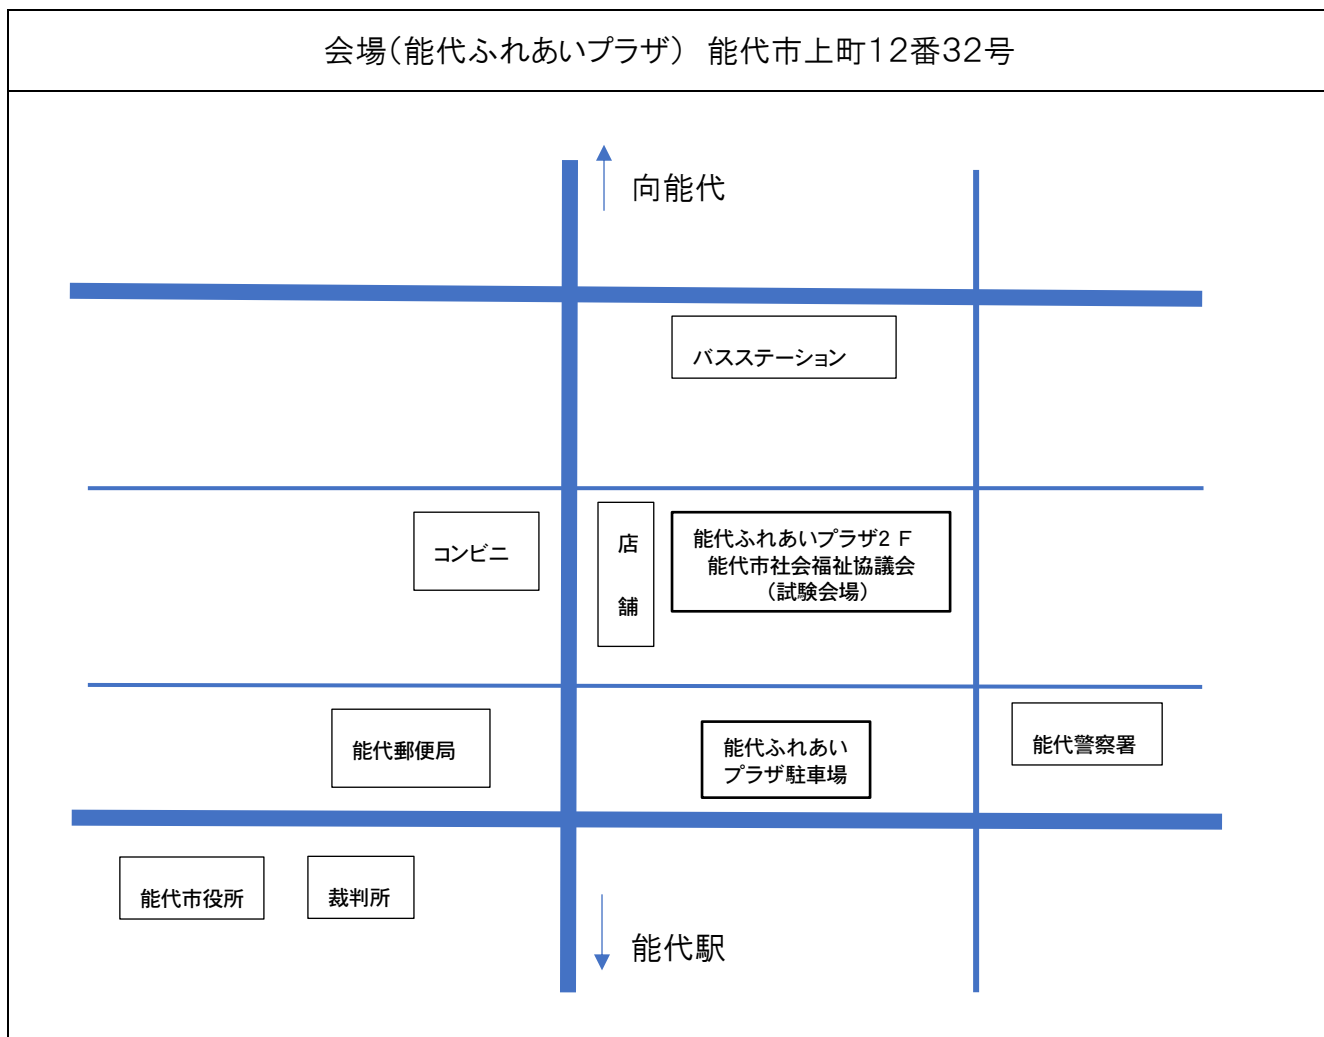 会場(能代ふれあいプラザ) 能代市上町12番32号
向能代
バスステーション
コンビニ
店
舗
能代ふれあいプラザ2F
能代市社会福祉協議会
(試験会場)
能代郵便局
能代ふれあい
プラザ駐車場
能代警察署
能代市役所
裁判所
能代駅